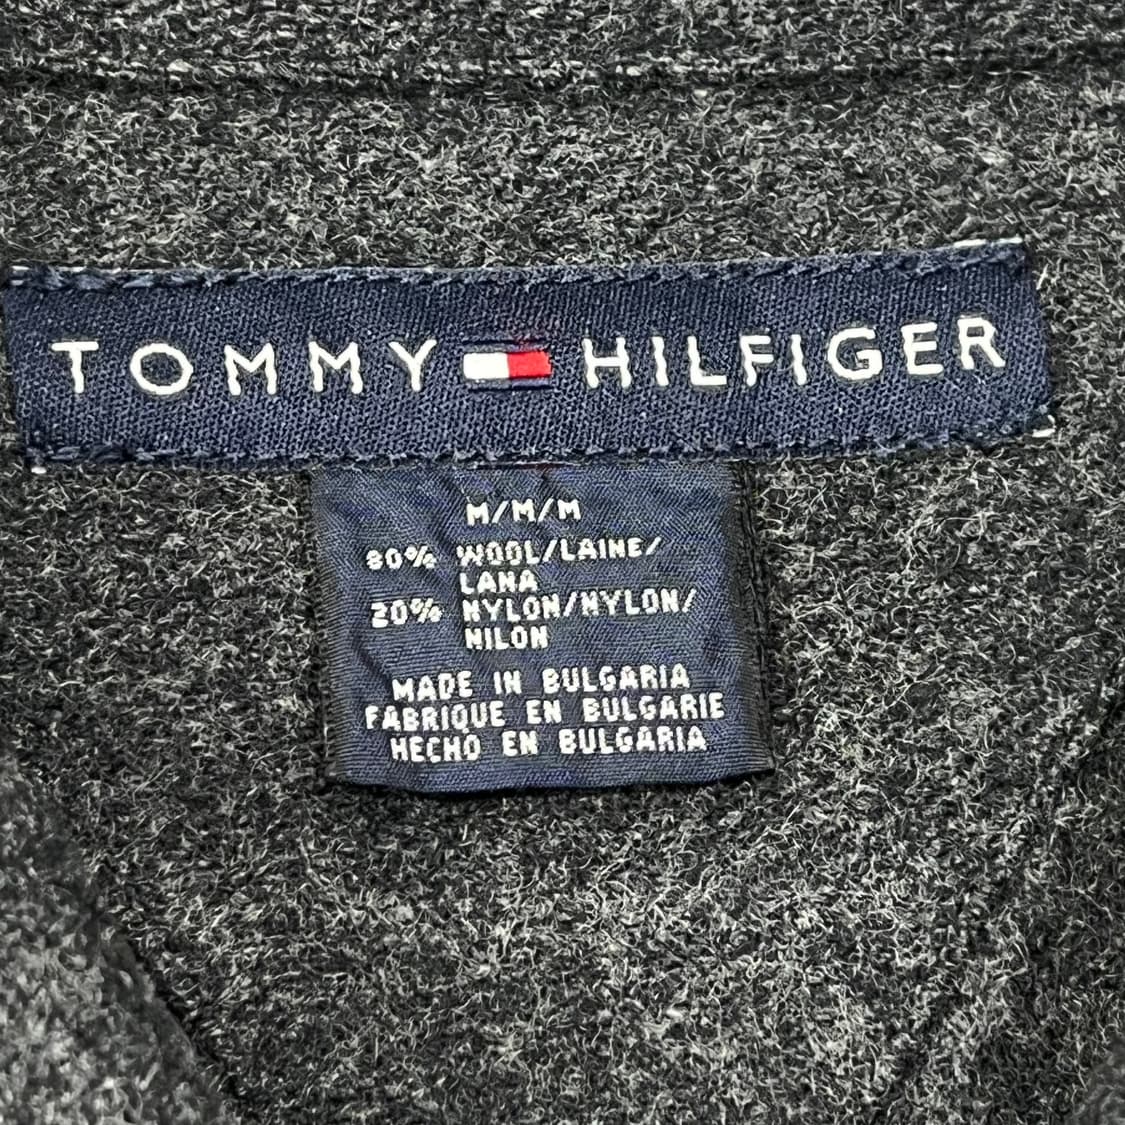 TOMMY HILFIGER
M/M/M
80% WOOL/LAINE/
LANA
20% NYLON/NYLON/
NILON
MADE IN BULGARIA
FABRIQUE EN BULGARIE
HECHO EN BULGARIA